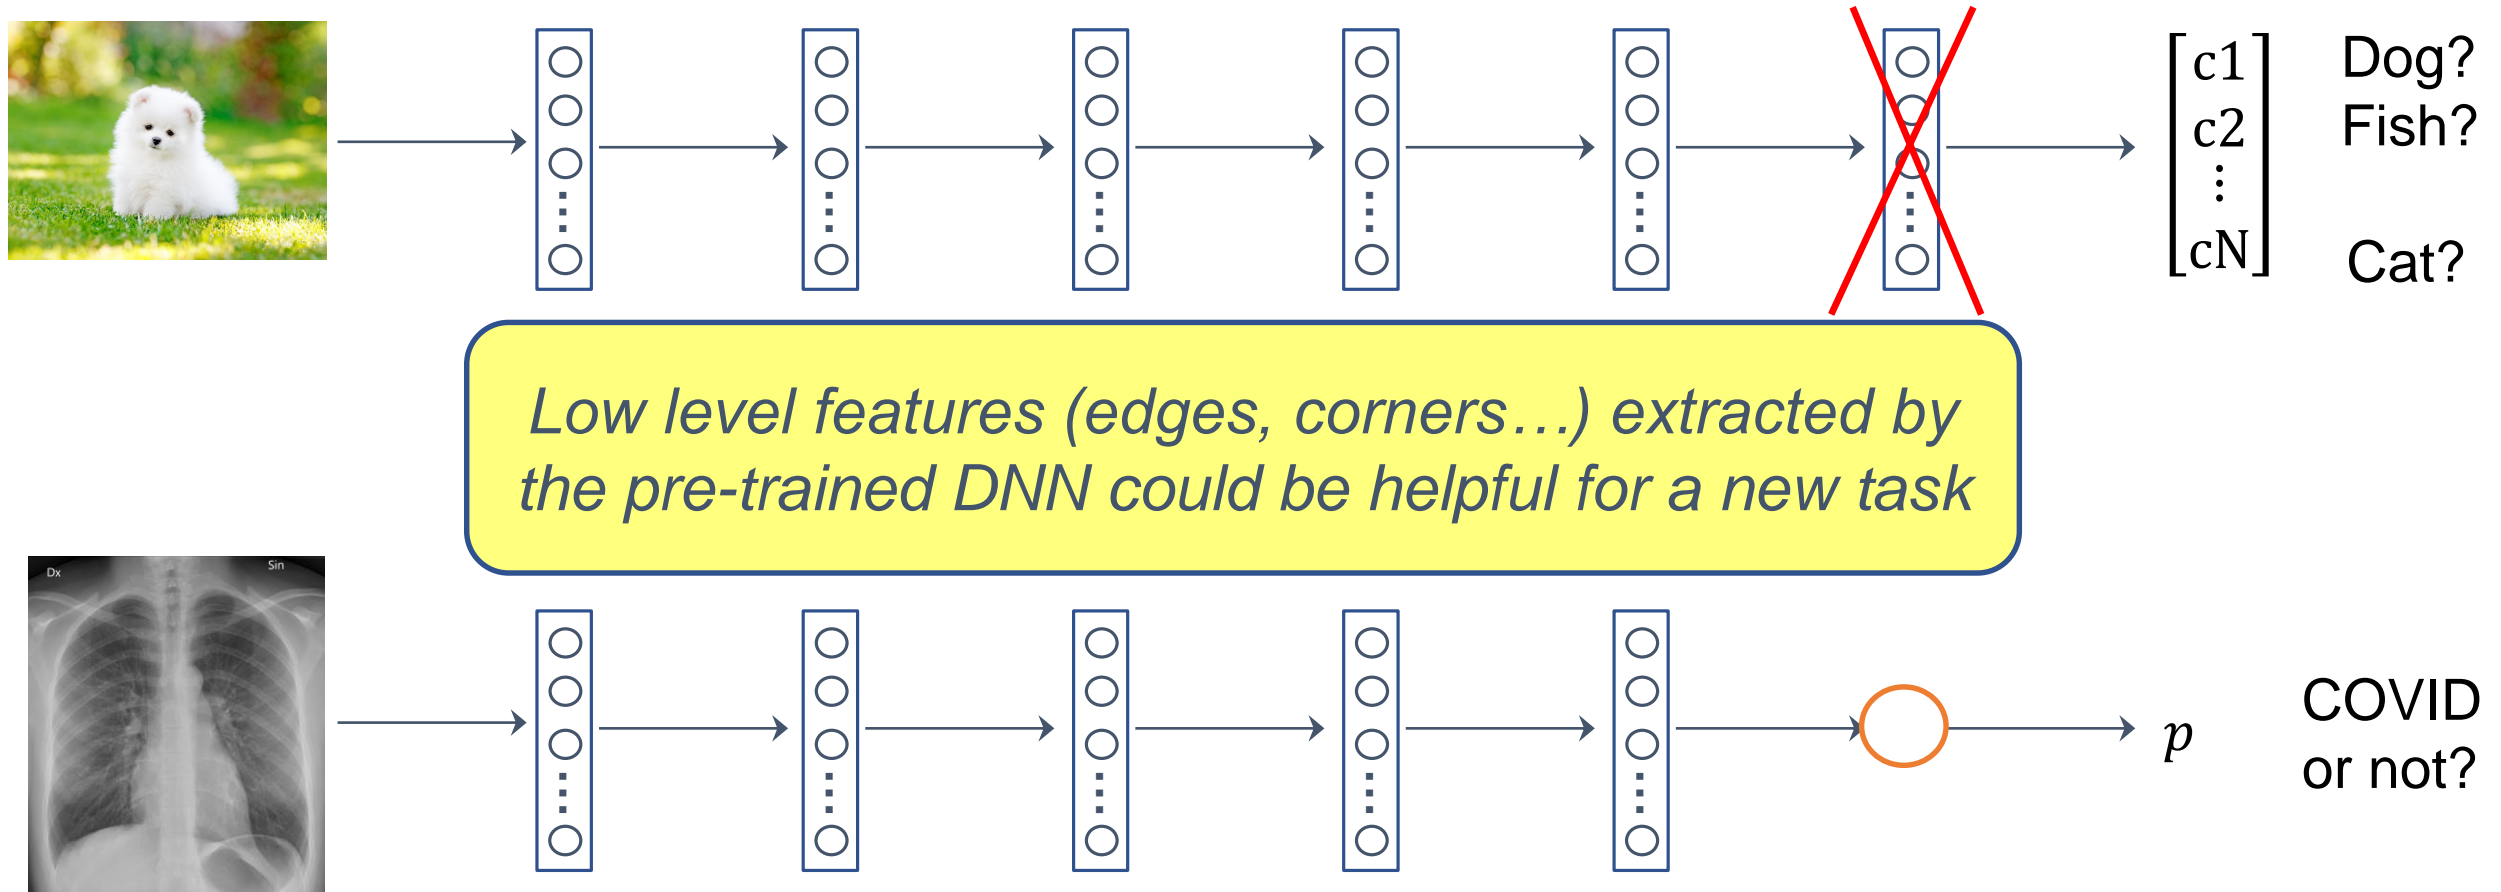 c1
Dog?
c2
Fish?
⋮
cN
Cat?
Low level features (edges, corners…) extracted by
the pre-trained DNN could be helpful for a new task
Dx
Sin
p
COVID
or not?